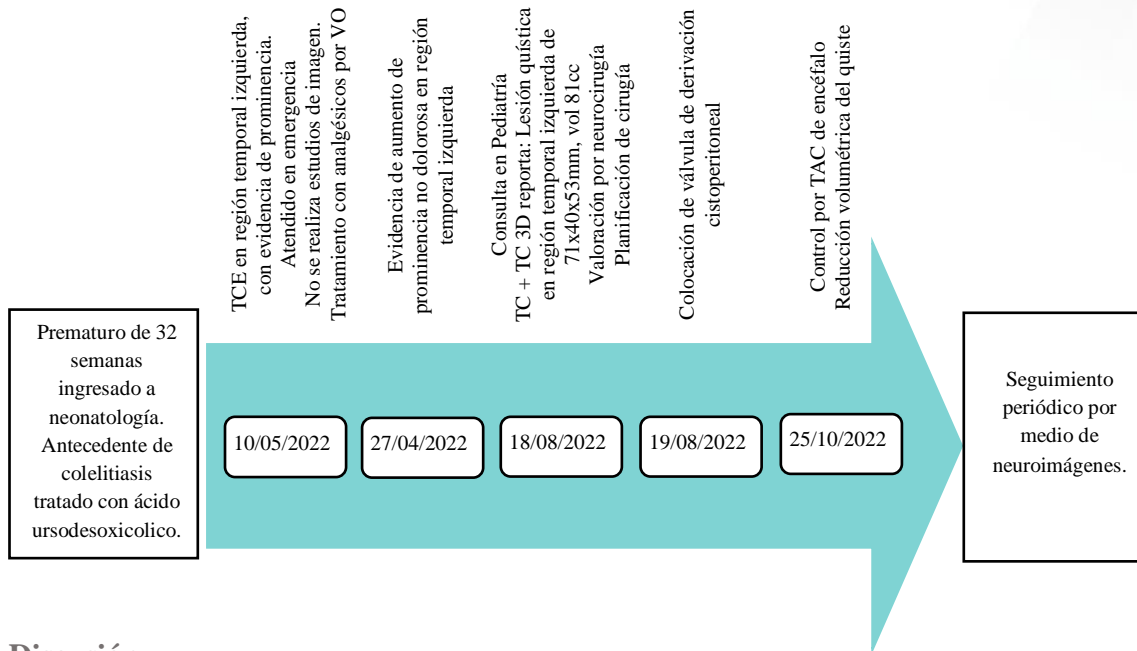 Prematuro de 32
semanas
ingresado a
neonatología.
Antecedente de
colelitiasis
tratado con ácido
ursodesoxicolico.
TCE en región temporal izquierda,
con evidencia de prominencia.
Atendido en emergencia
No se realiza estudios de imagen.
Tratamiento con analgésicos por VO
10/05/2022
Evidencia de aumento de
prominencia no dolorosa en región
temporal izquierda
27/04/2022
Consulta en Pediatría
TC + TC 3D reporta: Lesión quística
en región temporal izquierda de
71x40x53mm, vol 81cc
Valoración por neurocirugía
Planificación de cirugía
18/08/2022
Colocación de válvula de derivación
cistoperitoneal
19/08/2022
Control por TAC de encéfalo
Reducción volumétrica del quiste
25/10/2022
Seguimiento
periódico por
medio de
neuroimágenes.